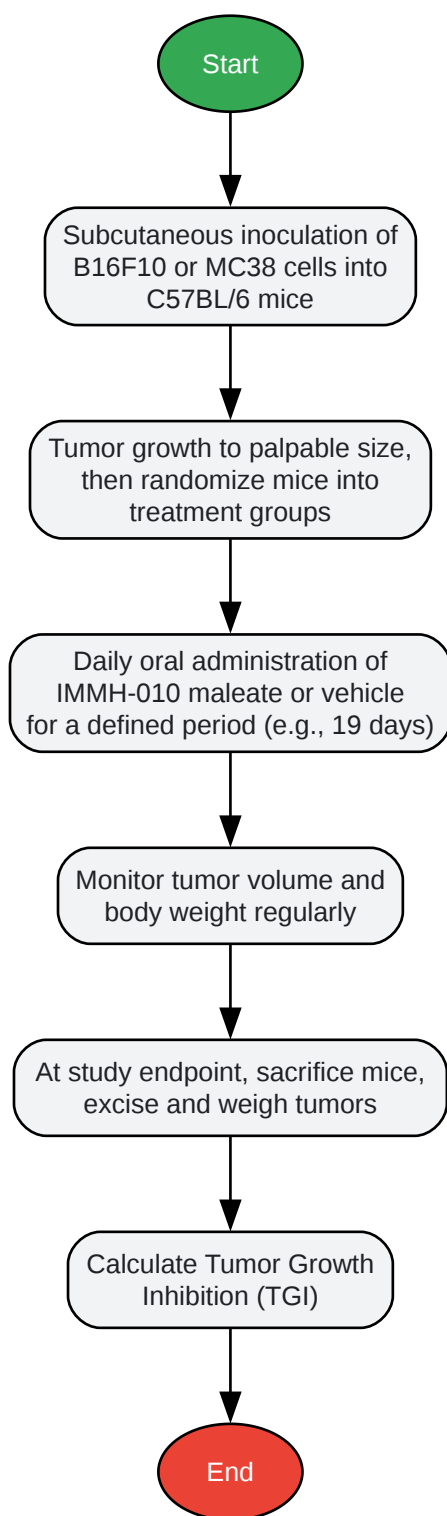 Start
Subcutaneous inoculation of
B16F10 or MC38 cells into
C57BL/6 mice
Tumor growth to palpable size,
then randomize mice into
treatment groups
Daily oral administration of
IMMH-010 maleate or vehicle
for a defined period (e.g., 19 days)
Monitor tumor volume and
body weight regularly
At study endpoint, sacrifice mice,
excise and weigh tumors
Calculate Tumor Growth
Inhibition (TGI)
End